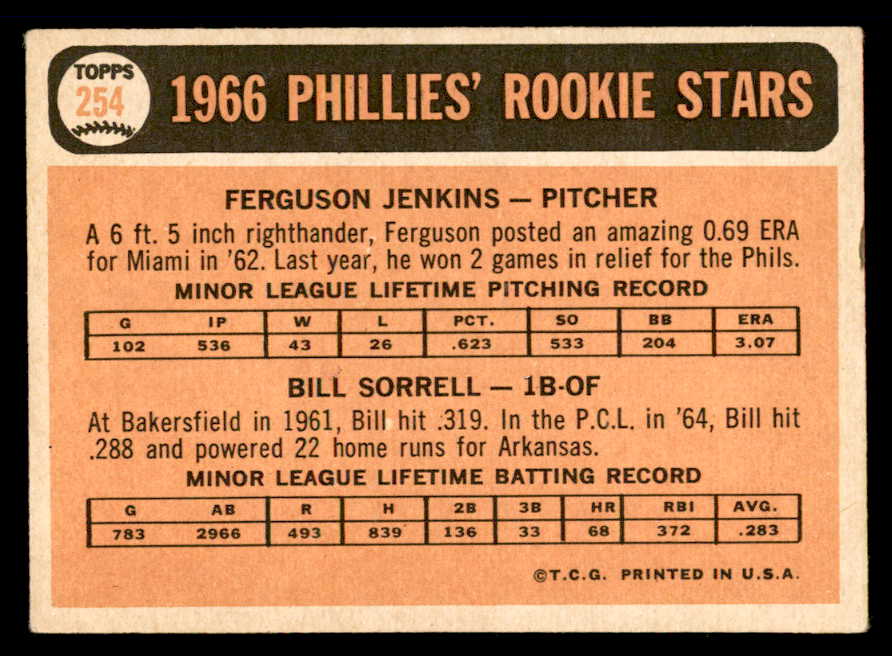 TOPPS
254
1966 PHILLIES' ROOKIE STARS
FERGUSON JENKINS — PITCHER
A 6 ft. 5 inch righthander, Ferguson posted an amazing 0.69 ERA
for Miami in '62. Last year, he won 2 games in relief for the Phils.
MINOR LEAGUE LIFETIME PITCHING RECORD
G IP W L PCT. SO BB ERA
102 536 43 26 .623 533 204 3.07
BILL SORRELL — 1B-OF
At Bakersfield in 1961, Bill hit .319. In the P.C.L. in '64, Bill hit
.288 and powered 22 home runs for Arkansas.
MINOR LEAGUE LIFETIME BATTING RECORD
G AB R H 2B 3B HR RBI AVG.
783 2966 493 839 136 33 68 372 .283
©T.C.G. PRINTED IN U.S.A.